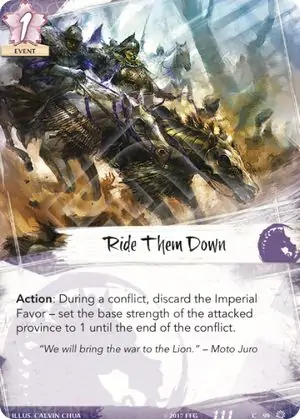 1
EVENT
Ride Them Down
Action: During a conflict, discard the Imperial
Favor – set the base strength of the attacked
province to 1 until the end of the conflict.
“We will bring the war to the Lion.” – Moto Juro
ILLUS. CALVIN CHUA © 2017 FFG C 99